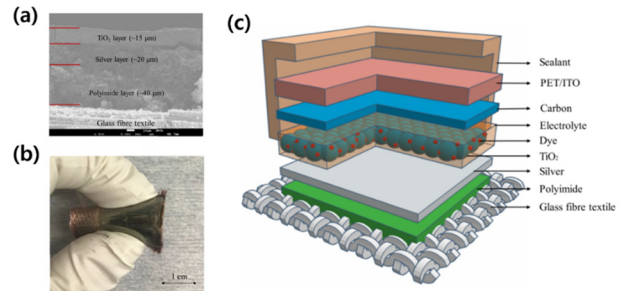 (a)
TiO₂ layer (~15 μm)
Silver layer (~20 μm)
Polyimide layer (~40 μm)
Glass fibre textile
(b)
1 cm
(c)
Sealant
PET/ITO
Carbon
Electrolyte
Dye
TiO₂
Silver
Polyimide
Glass fibre textile